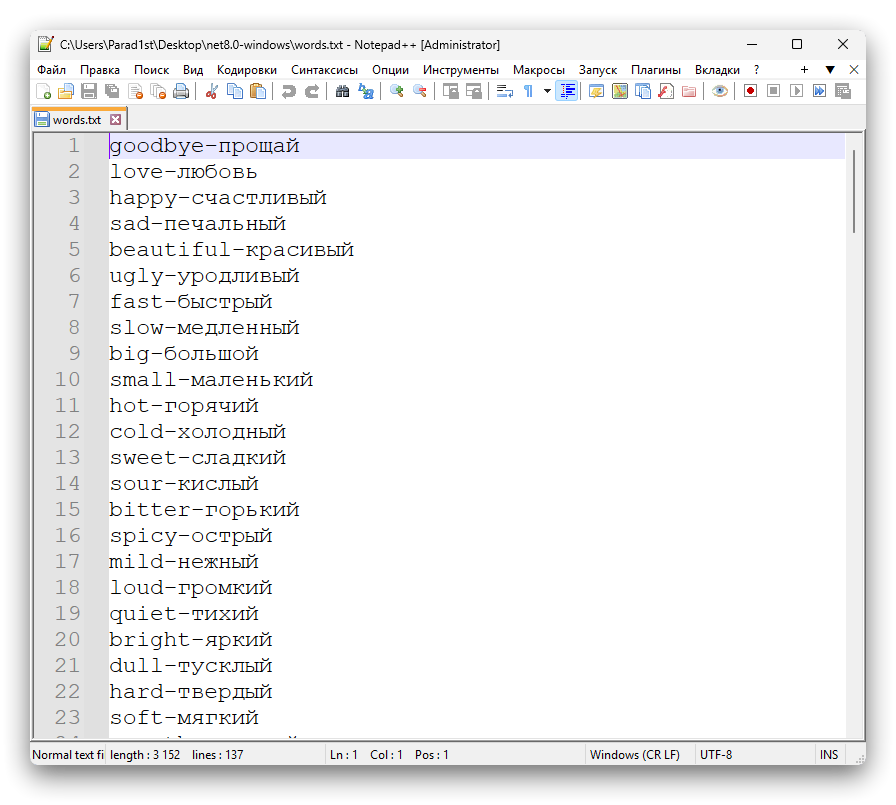 C:\Users\Parad1st\Desktop\net8.0-windows\words.txt - Notepad++ [Administrator]
Файл Правка Поиск Вид Кодировки Синтаксисы Опции Инструменты Макросы Запуск Плагины Вкладки ? + ▼ X
words.txt
1 goodbye-прощай
2 love-любовь
3 happy-счастливый
4 sad-печальный
5 beautiful-красивый
6 ugly-уродливый
7 fast-быстрый
8 slow-медленный
9 big-большой
10 small-маленький
11 hot-горячий
12 cold-холодный
13 sweet-сладкий
14 sour-кислый
15 bitter-горький
16 spicy-острый
17 mild-нежный
18 loud-громкий
19 quiet-тихий
20 bright-яркий
21 dull-тусклый
22 hard-твердый
23 soft-мягкий
Normal text fi length : 3 152 lines : 137 Ln : 1 Col : 1 Pos : 1 Windows (CR LF) UTF-8 INS